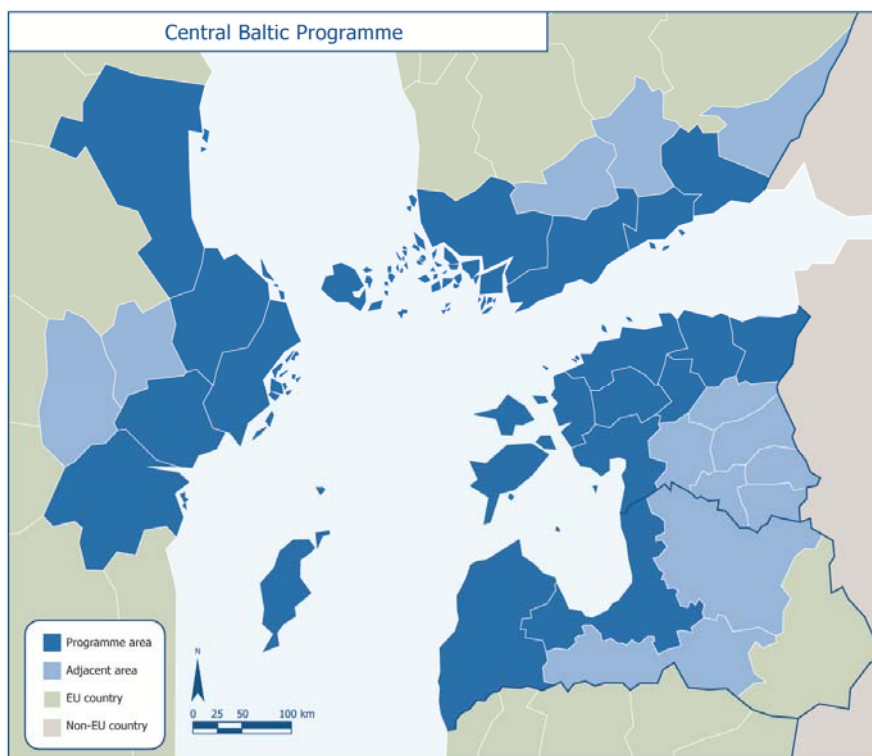 Central Baltic Programme
Programme area
Adjacent area
EU country
Non-EU country
N
0 25 50 100 km